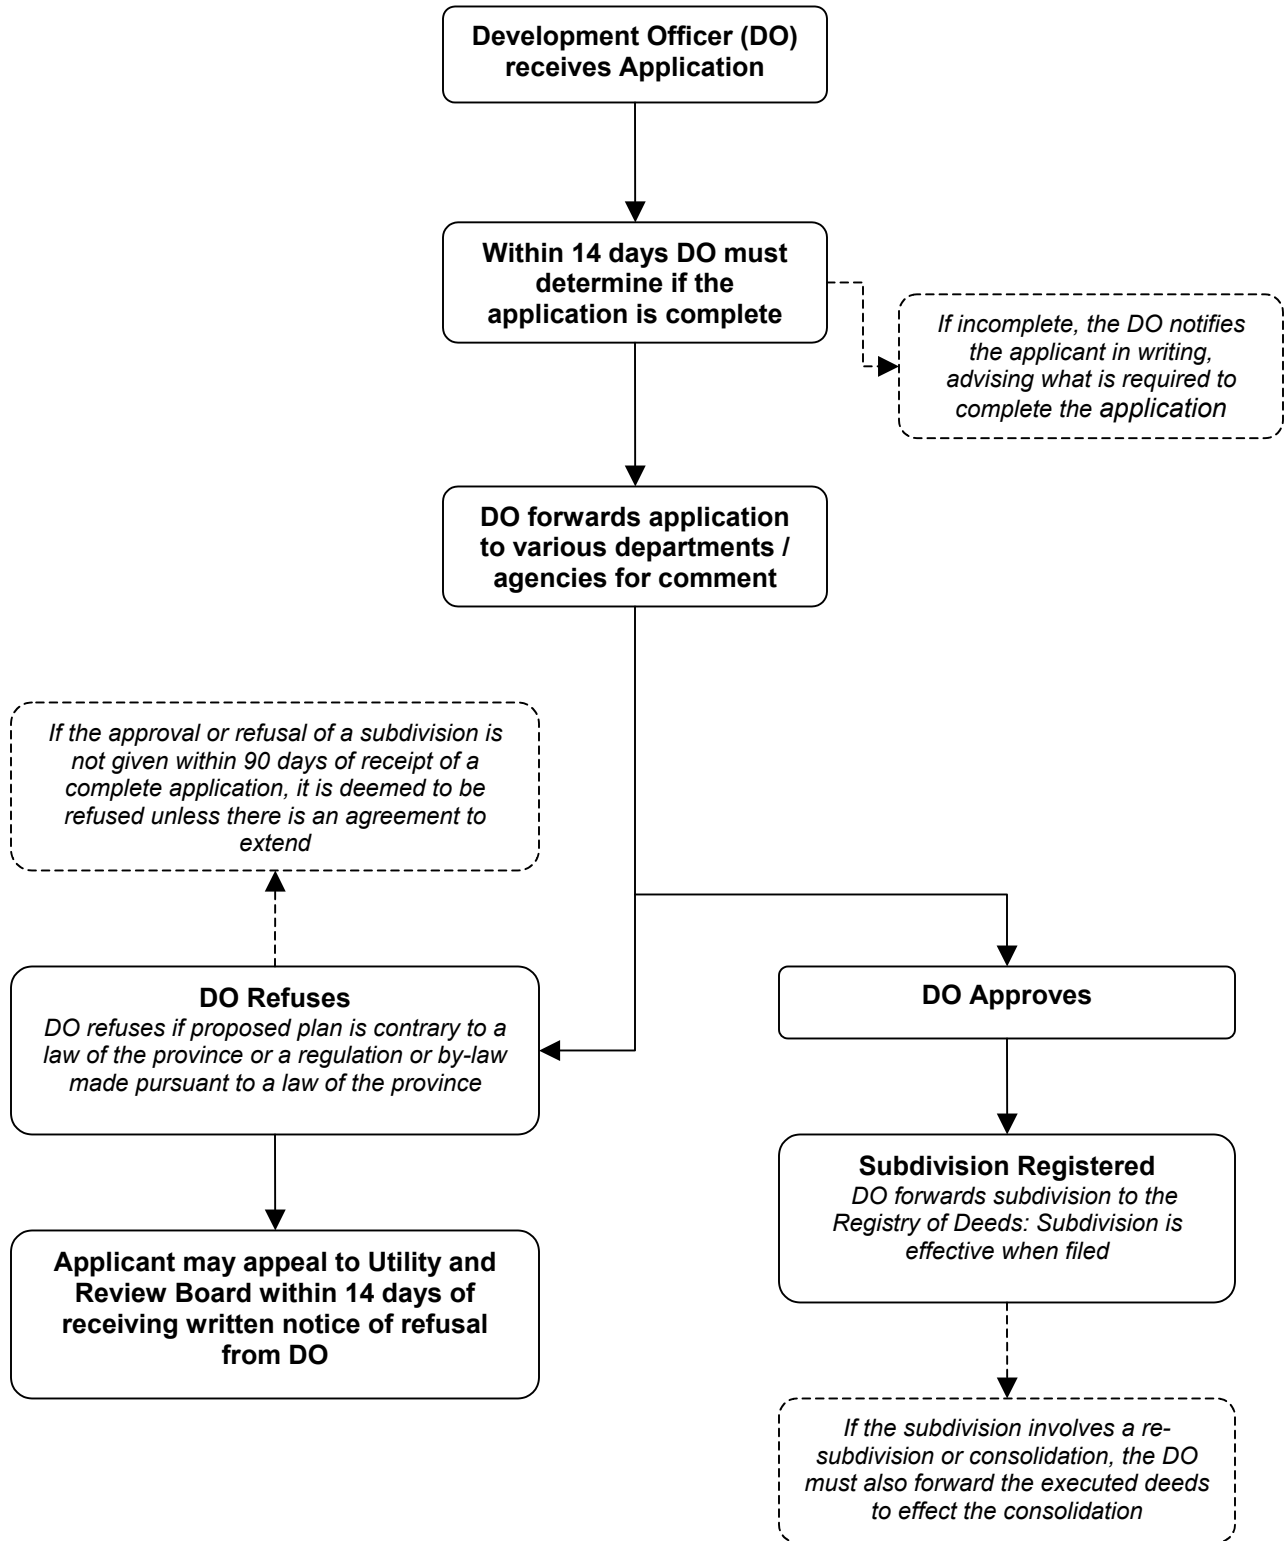 Development Officer (DO)
receives Application
Within 14 days DO must
determine if the
application is complete
If incomplete, the DO notifies
the applicant in writing,
advising what is required to
complete the application
DO forwards application
to various departments /
agencies for comment
If the approval or refusal of a subdivision is
not given within 90 days of receipt of a
complete application, it is deemed to be
refused unless there is an agreement to
extend
DO Refuses
DO refuses if proposed plan is contrary to a
law of the province or a regulation or by-law
made pursuant to a law of the province
DO Approves
Subdivision Registered
DO forwards subdivision to the
Registry of Deeds: Subdivision is
effective when filed
Applicant may appeal to Utility and
Review Board within 14 days of
receiving written notice of refusal
from DO
If the subdivision involves a re-
subdivision or consolidation, the DO
must also forward the executed deeds
to effect the consolidation